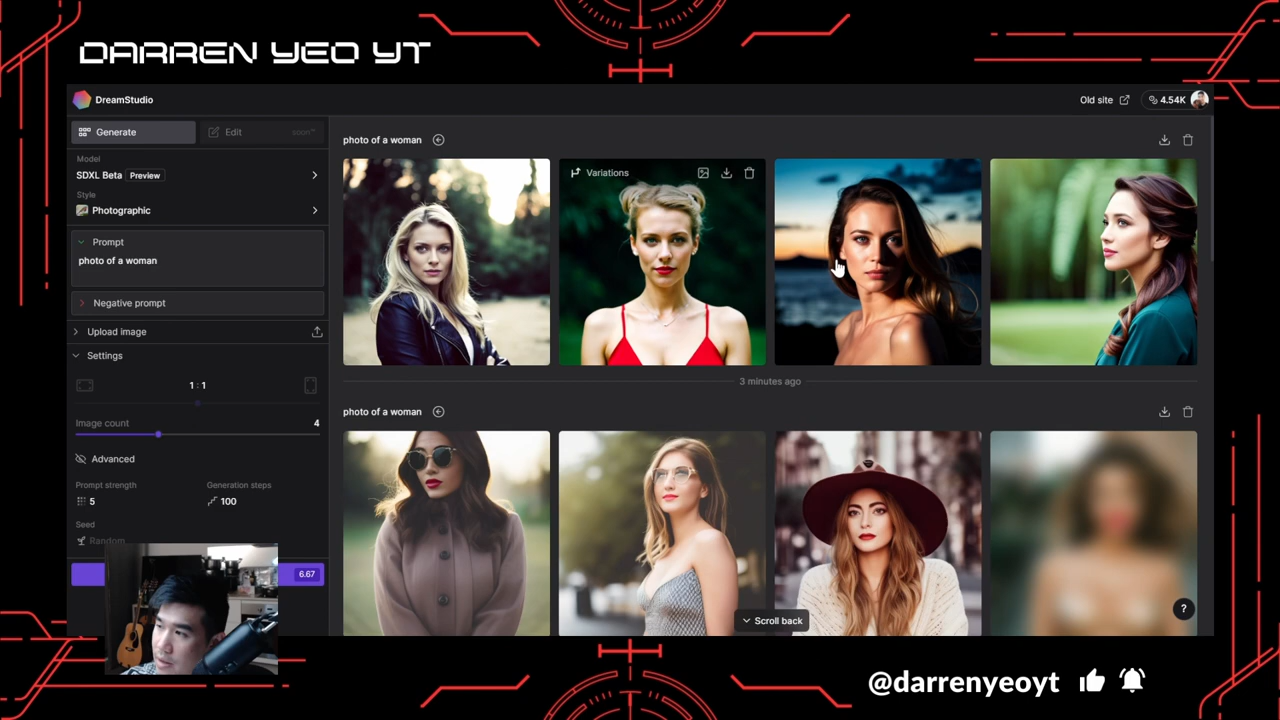 DARREN YEO YT
DreamStudio
Old site
4.54K
Generate
Edit
soon™
Model
SDXL Beta Preview
Style
Photographic
Prompt
photo of a woman
Negative prompt
Upload image
Settings
1 : 1
Image count
4
Advanced
Prompt strength
Generation steps
5
100
Seed
Random
6.67
photo of a woman
Variations
3 minutes ago
photo of a woman
Scroll back
?
@darrenyeoyt